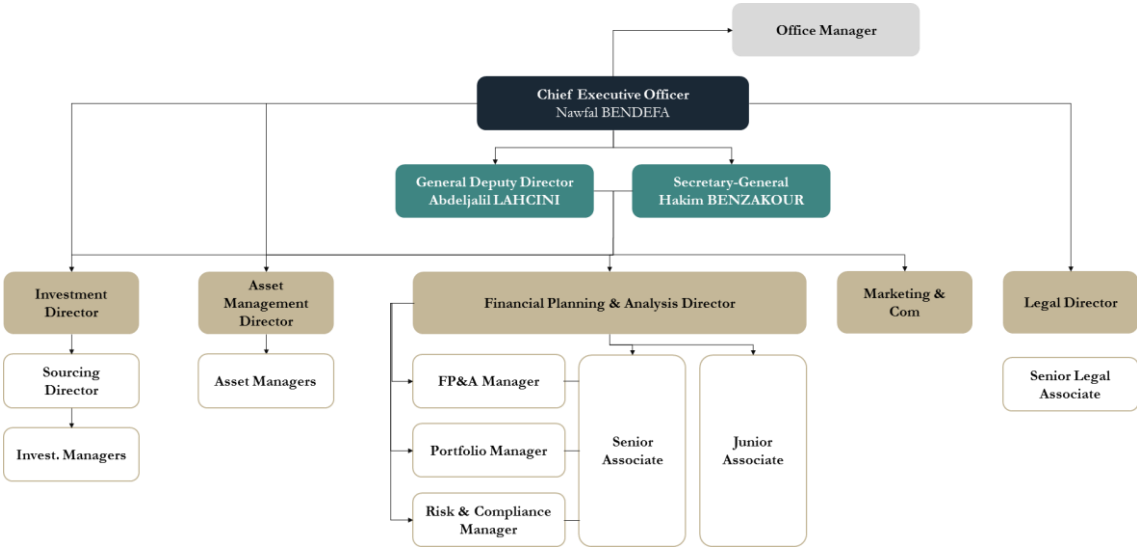 Office Manager
Chief Executive Officer
Nawfal BENDEFA
General Deputy Director
Abdeljalil LAHCINI
Secretary-General
Hakim BENZAKOUR
Investment
Director
Asset
Management
Director
Financial Planning & Analysis Director
Marketing &
Com
Legal Director
Sourcing
Director
Asset Managers
FP&A Manager
Senior Legal
Associate
Invest. Managers
Portfolio Manager
Senior
Associate
Junior
Associate
Risk & Compliance
Manager